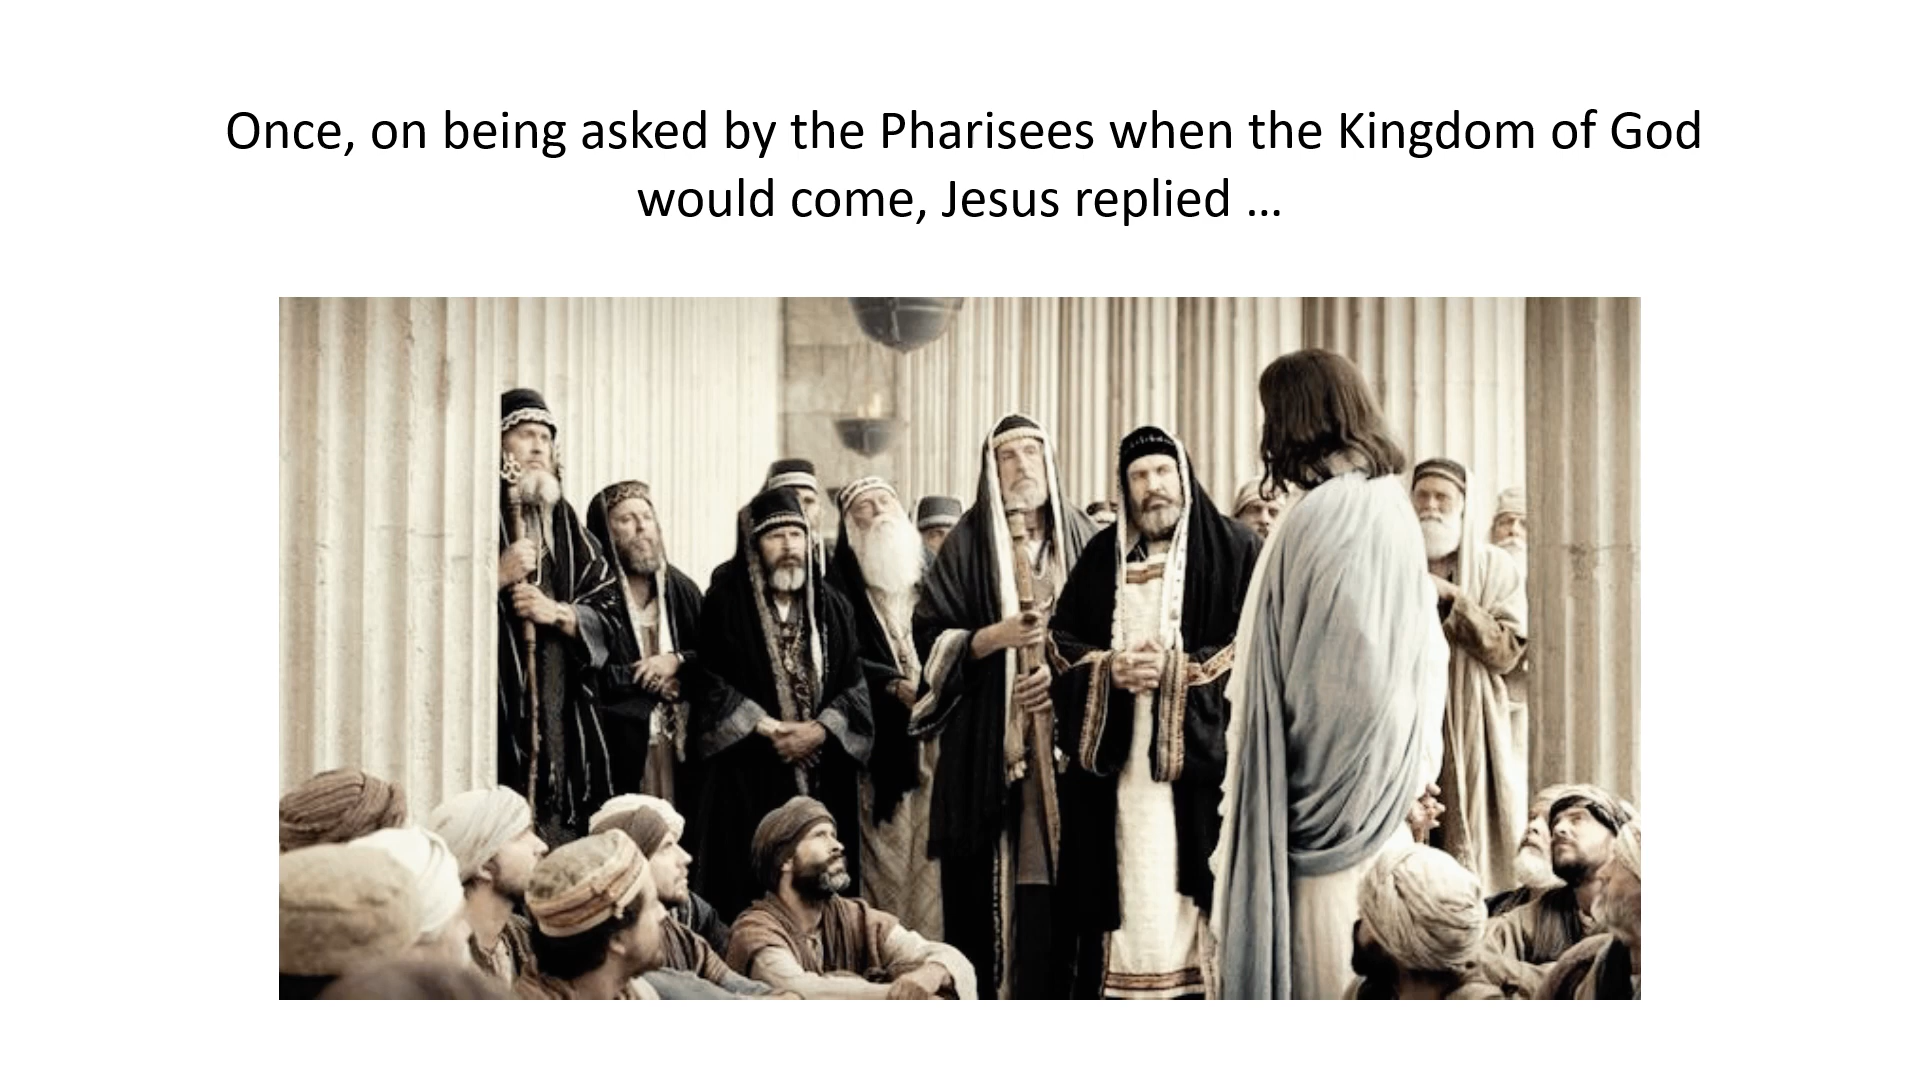 Once, on being asked by the Pharisees when the Kingdom of God
would come, Jesus replied …